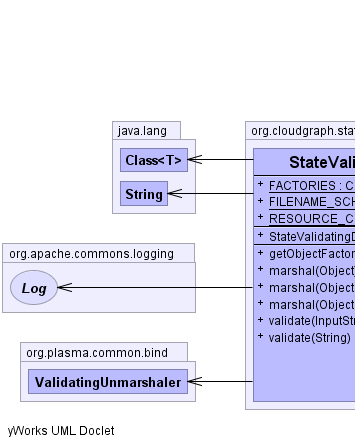 java.lang
Class<T>
String
org.apache.commons.logging
Log
org.plasma.common.bind
ValidatingUnmarshaler
org.cloudgraph.stat
StateVali
+ FACTORIES : C
+ FILENAME_SCH
+ RESOURCE_C
+ StateValidatingD
+ getObjectFactor
+ marshal(Object)
+ marshal(Object
+ marshal(Object
+ validate(InputStr
+ validate(String)
yWorks UML Doclet